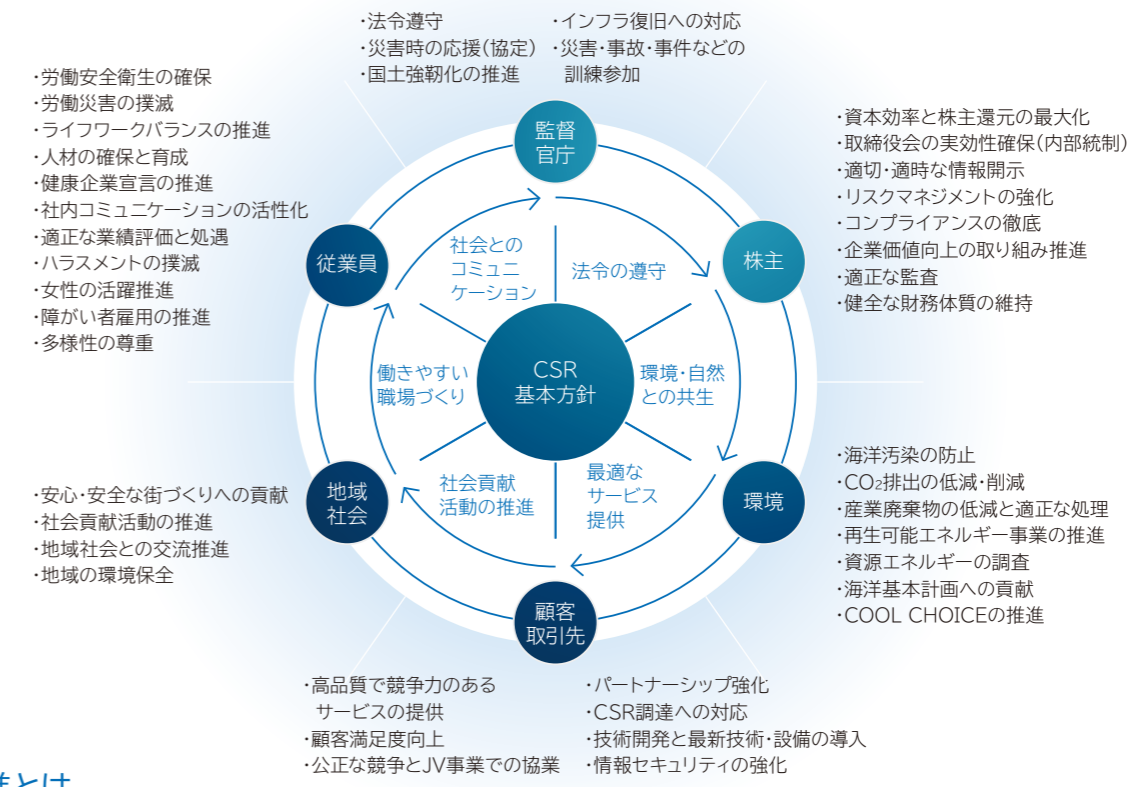 ・法令遵守
・災害時の応援（協定）
・国土強靭化の推進
・インフラ復旧への対応
・災害・事故・事件などの
訓練参加
・労働安全衛生の確保
・労働災害の撲滅
・ライフワークバランスの推進
・人材の確保と育成
・健康企業宣言の推進
・社内コミュニケーションの活性化
・適正な業績評価と処遇
・ハラスメントの撲滅
・女性の活躍推進
・障がい者雇用の推進
・多様性の尊重
・資本効率と株主還元の最大化
・取締役会の実効性確保（内部統制）
・適切・適時な情報開示
・リスクマネジメントの強化
・コンプライアンスの徹底
・企業価値向上の取り組み推進
・適正な監査
・健全な財務体質の維持
監督
官庁
従業員
株主
社会との
コミュニ
ケーション
法令の遵守
働きやすい
職場づくり
CSR
基本方針
環境・自然
との共生
社会貢献
活動の推進
最適な
サービス
提供
地域
社会
環境
顧客
取引先
・安心・安全な街づくりへの貢献
・社会貢献活動の推進
・地域社会との交流推進
・地域の環境保全
・海洋汚染の防止
・CO₂排出の低減・削減
・産業廃棄物の低減と適正な処理
・再生可能エネルギー事業の推進
・資源エネルギーの調査
・海洋基本計画への貢献
・COOL CHOICEの推進
・高品質で競争力のある
サービスの提供
・顧客満足度向上
・公正な競争とJV事業での協業
・パートナーシップ強化
・CSR調達への対応
・技術開発と最新技術・設備の導入
・情報セキュリティの強化
とは